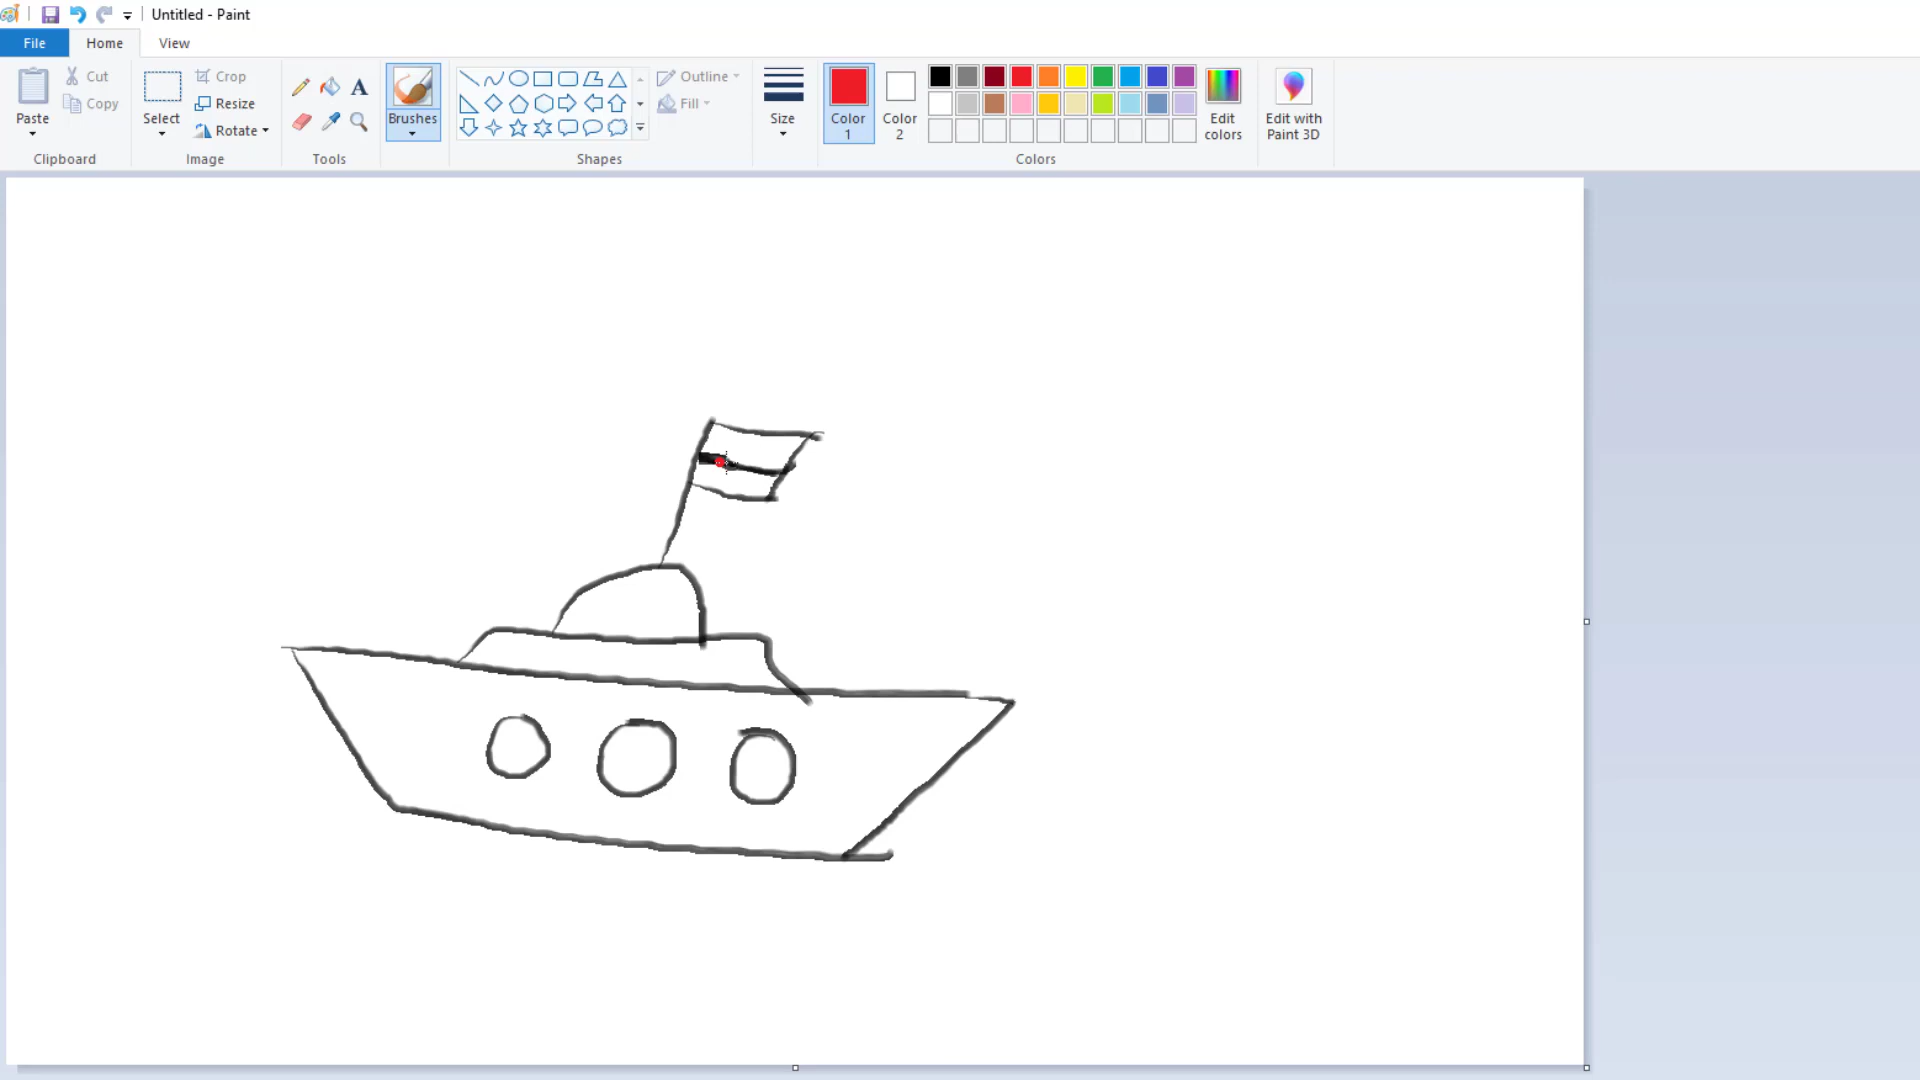 Untitled - Paint
File Home View
Paste
Cut
Copy
Clipboard
Select
Crop
Resize
Rotate
Image
A
Tools
Brushes
Outline
Fill
Shapes
Size
Color
1
Color
2
Edit
colors
Colors
Edit with
Paint 3D